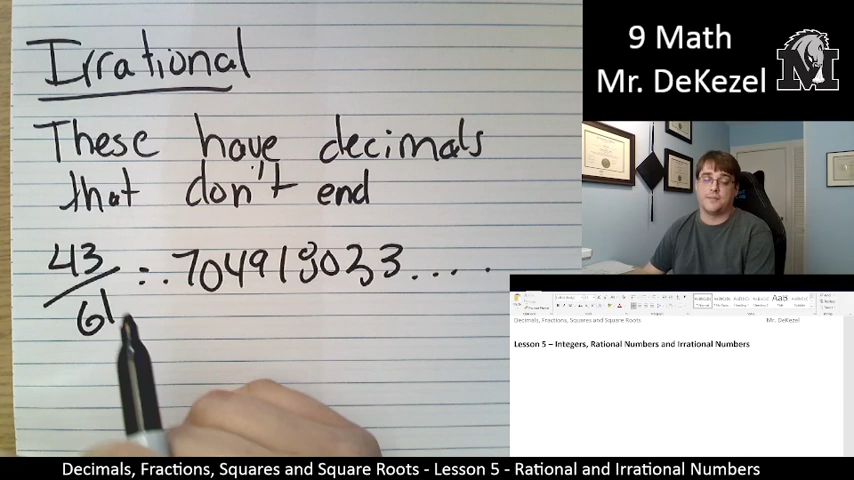 Irrational
These have decimals
that don't end
43/61 = .704918033....
9 Math
Mr. DeKezel
M
Decimals, Fractions, Squares and Square Roots
Mr. DeKezel
Lesson 5 – Integers, Rational Numbers and Irrational Numbers
Decimals, Fractions, Squares and Square Roots - Lesson 5 - Rational and Irrational Numbers